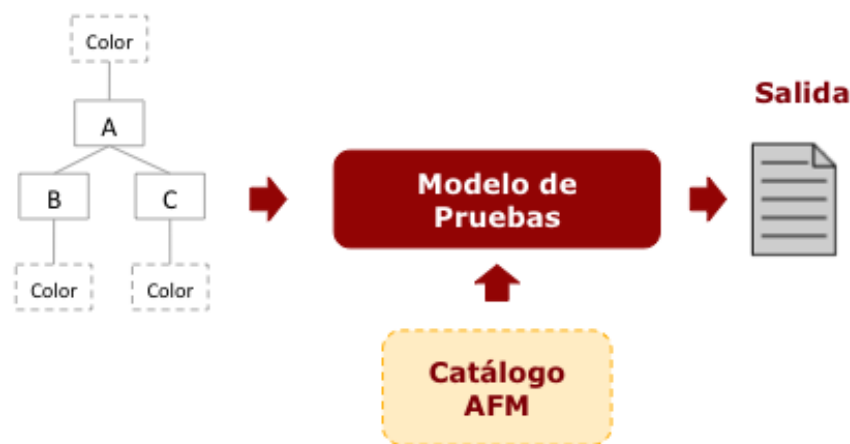 Color
A
B
C
Color
Color
Modelo de
Pruebas
Salida
Catálogo
AFM